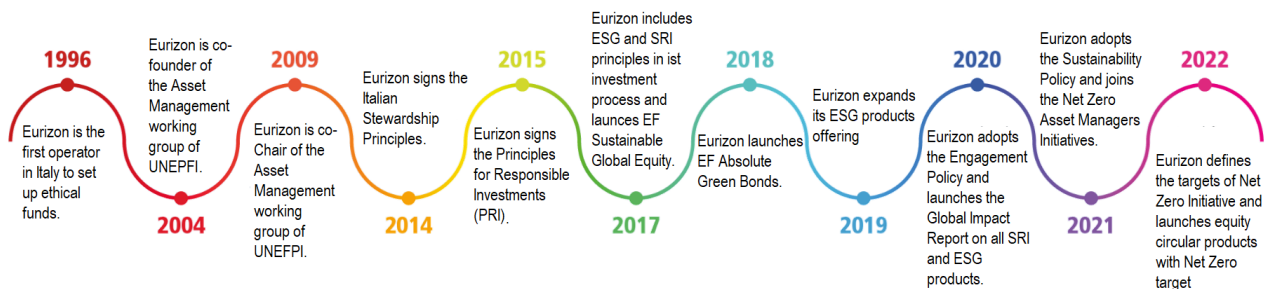 1996
Eurizon is the
first operator
in Italy to set
up ethical
funds.
Eurizon is co-
founder of
the Asset
Management
working
group of
UNEPFI.
2004
2009
Eurizon is co-
Chair of the
Asset
Management
working
group of
UNEFPI.
Eurizon signs the
Italian
Stewardship
Principles.
2014
2015
Eurizon signs
the Principles
for Responsible
Investments
(PRI).
Eurizon includes
ESG and SRI
principles in ist
investment
process and
launces EF
Sustainable
Global Equity.
2017
2018
Eurizon launches
EF Absolute
Green Bonds.
Eurizon expands
its ESG products
offering
2019
2020
Eurizon adopts
the Engagement
Policy and
launches the
Global Impact
Report on all SRI
and ESG
products.
Eurizon adopts
the Sustainability
Policy and joins
the Net Zero
Asset Managers
Initiatives.
2021
2022
Eurizon defines
the targets of Net
Zero Initiative and
launches equity
circular products
with Net Zero
target